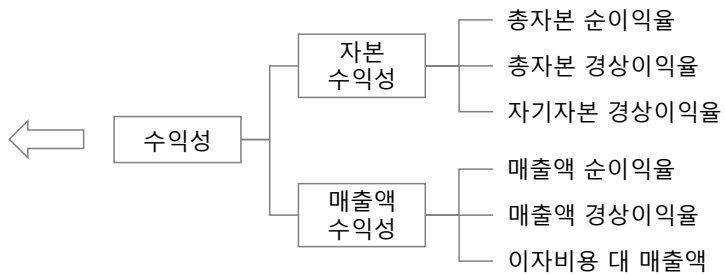 수익성
자본
수익성
총자본 순이익율
총자본 경상이익율
자기자본 경상이익율
매출액
수익성
매출액 순이익율
매출액 경상이익율
이자비용 대 매출액